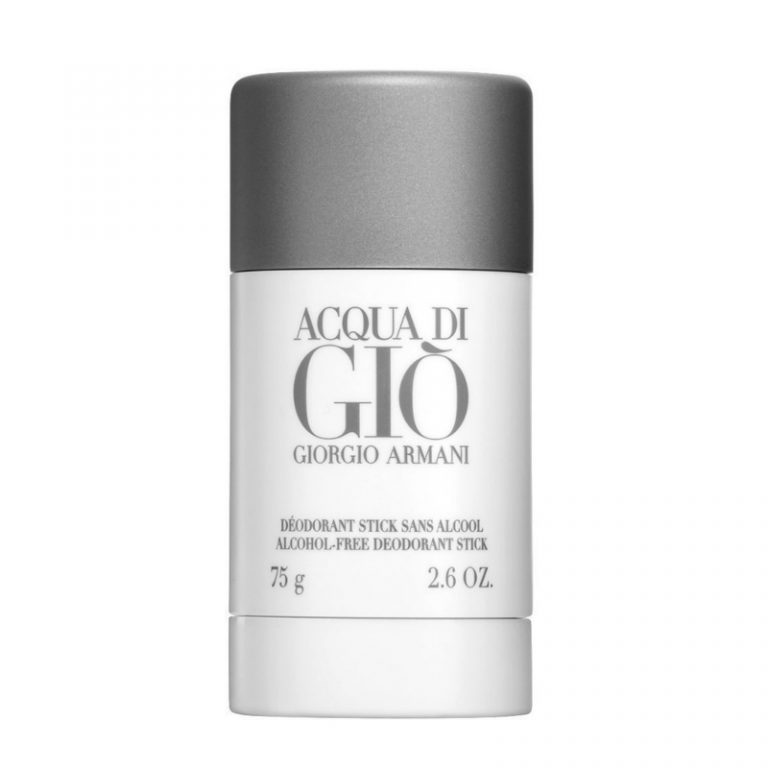 ACQUA DI
GIÒ
GIORGIO ARMANI
DÉODORANT STICK SANS ALCOOL
ALCOHOL-FREE DEODORANT STICK
75 g 2.6 OZ.